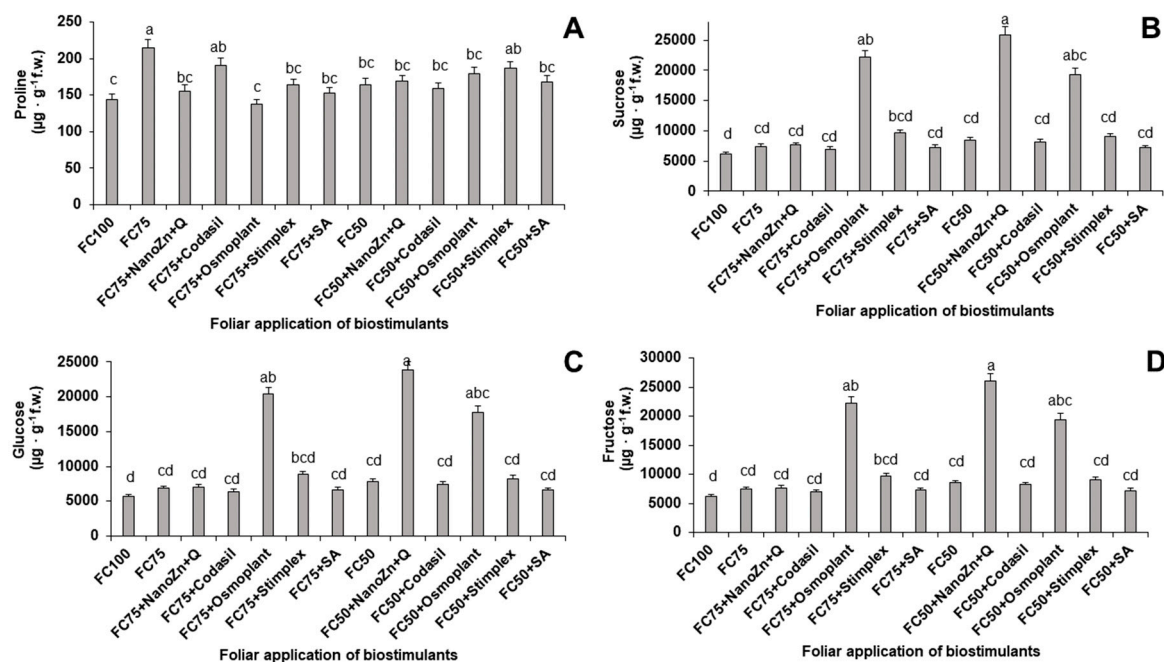 A
Proline
(µg · g⁻¹ f.w.)
250
200
150
100
50
0
c
a
bc
ab
c
bc
bc
bc
bc
bc
bc
ab
bc
FC100
FC75
FC75+NanoZn+Q
FC75+Codasil
FC75+Osmoplant
FC75+Stimplex
FC75+SA
FC50
FC50+NanoZn+Q
FC50+Codasil
FC50+Osmoplant
FC50+Stimplex
FC50+SA
Foliar application of biostimulants
B
Sucrose
(µg · g⁻¹ f.w.)
25000
20000
15000
10000
5000
0
d
cd
cd
cd
ab
bcd
cd
cd
a
cd
abc
cd
cd
FC100
FC75
FC75+NanoZn+Q
FC75+Codasil
FC75+Osmoplant
FC75+Stimplex
FC75+SA
FC50
FC50+NanoZn+Q
FC50+Codasil
FC50+Osmoplant
FC50+Stimplex
FC50+SA
Foliar application of biostimulants
C
Glucose
(µg · g⁻¹ f.w.)
25000
20000
15000
10000
5000
0
d
cd
cd
cd
ab
bcd
cd
cd
a
cd
abc
cd
cd
FC100
FC75
FC75+NanoZn+Q
FC75+Codasil
FC75+Osmoplant
FC75+Stimplex
FC75+SA
FC50
FC50+NanoZn+Q
FC50+Codasil
FC50+Osmoplant
FC50+Stimplex
FC50+SA
Foliar application of biostimulants
D
Fructose
(µg · g⁻¹ f.w.)
30000
25000
20000
15000
10000
5000
0
d
cd
cd
cd
ab
bcd
cd
cd
a
cd
abc
cd
cd
FC100
FC75
FC75+NanoZn+Q
FC75+Codasil
FC75+Osmoplant
FC75+Stimplex
FC75+SA
FC50
FC50+NanoZn+Q
FC50+Codasil
FC50+Osmoplant
FC50+Stimplex
FC50+SA
Foliar application of biostimulants